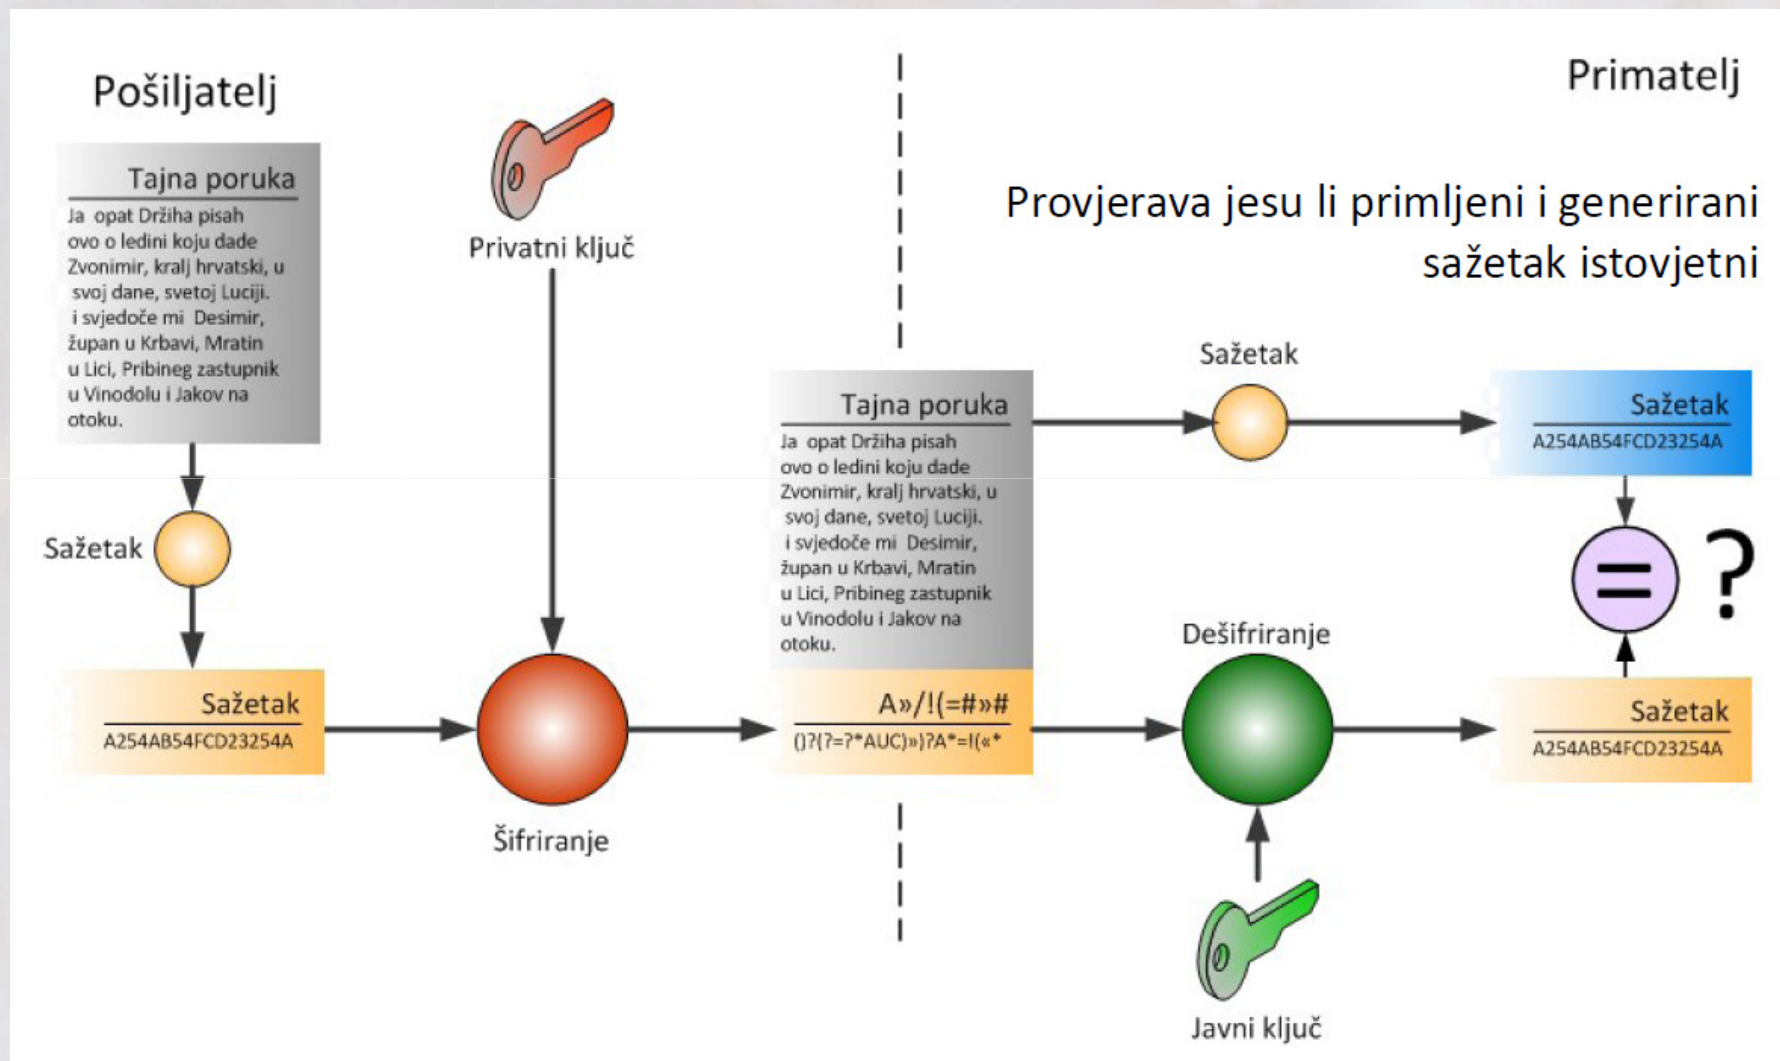 Pošiljatelj
Tajna poruka
Ja opat Držiha pisah
ovo o ledini koju dade
Zvonimir, kralj hrvatski, u
svoj dane, svetoj Luciji.
i svjedoče mi Desimir,
župan u Krbavi, Mratin
u Lici, Pribineg zastupnik
u Vinodolu i Jakov na
otoku.
Sažetak
Sažetak
A254AB54FCD23254A
Privatni ključ
Šifriranje
Tajna poruka
Ja opat Držiha pisah
ovo o ledini koju dade
Zvonimir, kralj hrvatski, u
svoj dane, svetoj Luciji.
i svjedoče mi Desimir,
župan u Krbavi, Mratin
u Lici, Pribineg zastupnik
u Vinodolu i Jakov na
otoku.
A»/!(=#»#
()?(?=?*AUC)»)?A*=!(«*
Primatelj
Provjerava jesu li primljeni i generirani
sažetak istovjetni
Sažetak
Sažetak
A254AB54FCD23254A
= ?
Dešifriranje
Sažetak
A254AB54FCD23254A
Javni ključ